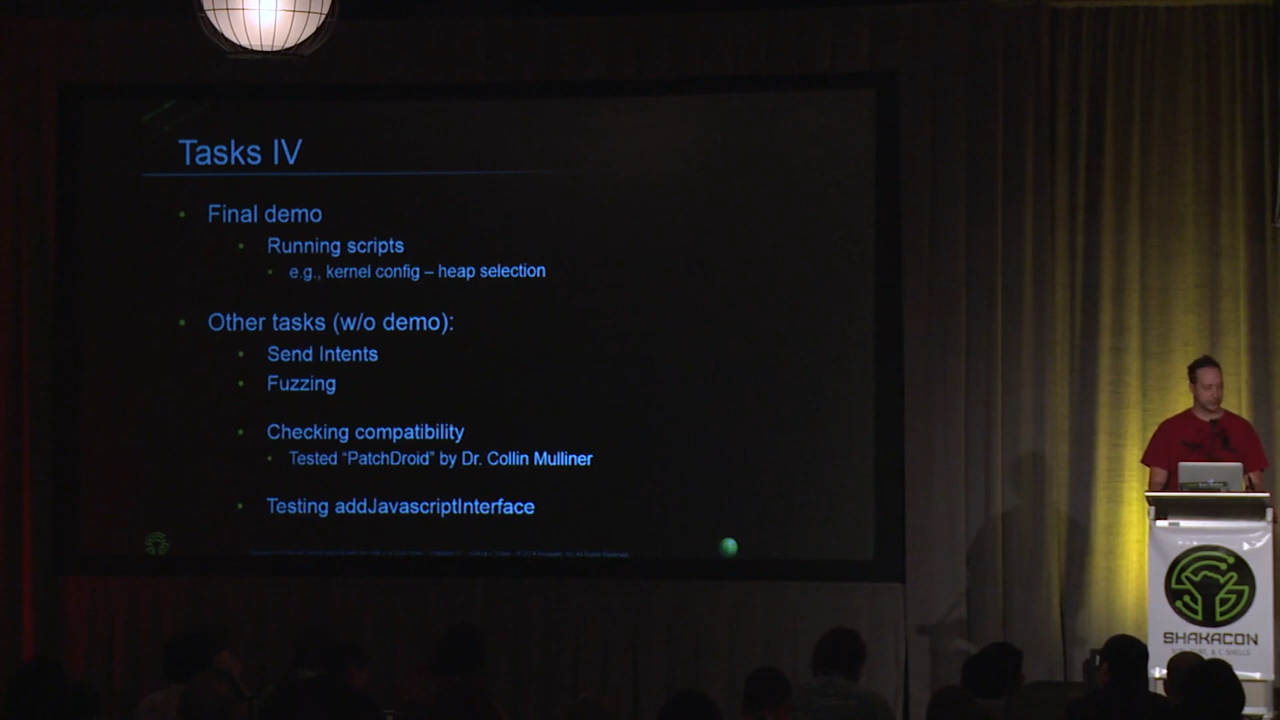 Tasks IV
Final demo
Running scripts
e.g., kernel config – heap selection
Other tasks (w/o demo):
Send Intents
Fuzzing
Checking compatibility
Tested “PatchDroid” by Dr. Collin Mulliner
Testing addJavascriptInterface
SHAKACON
& C SHELLS